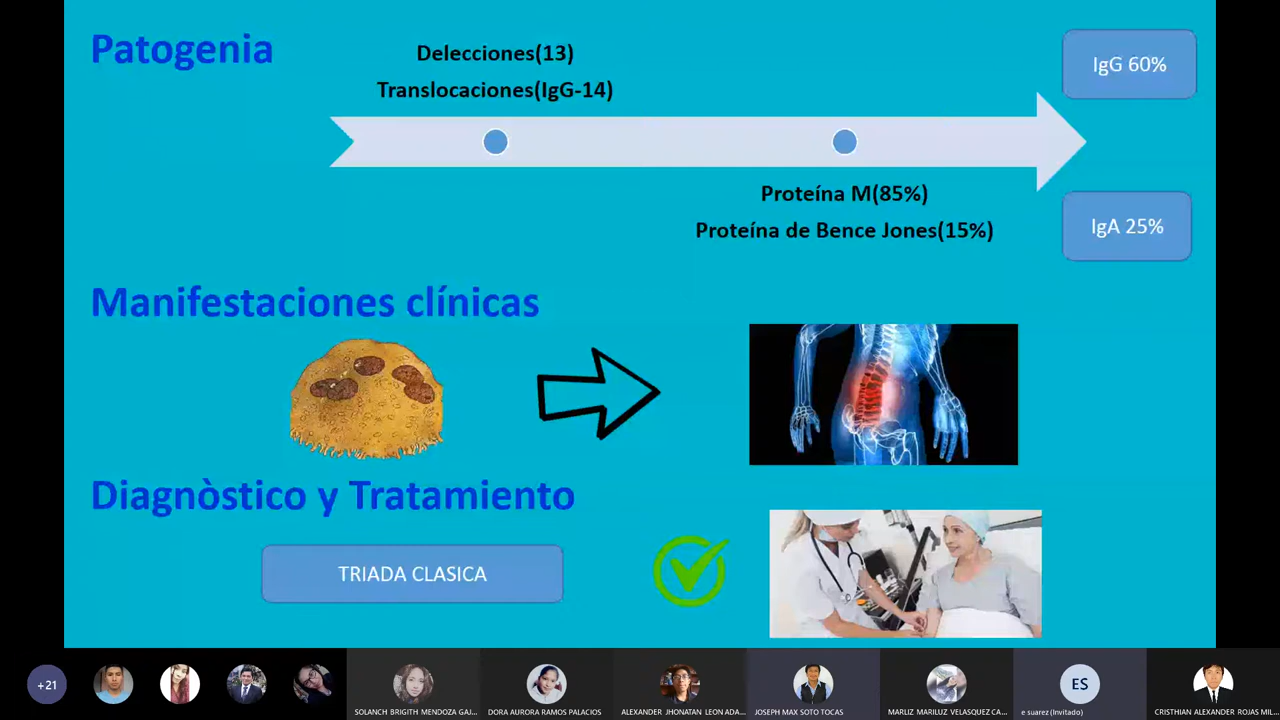 Patogenia
Delecciones(13)
Translocaciones(IgG-14)
IgG 60%
Proteína M(85%)
Proteína de Bence Jones(15%)
IgA 25%
Manifestaciones clínicas
Diagnòstico y Tratamiento
TRIADA CLASICA
+21
SOLANCH BRIGITH MENDOZA GAJ...
DORA AURORA RAMOS PALACIOS
ALEXANDER JHONATAN LEON ADA...
JOSEPH MAX SOTO TOCAS
MARLIZ MARILUZ VELASQUEZ CA...
ES
e suarez (Invitado)
CRISTHIAN ALEXANDER ROJAS MIL...